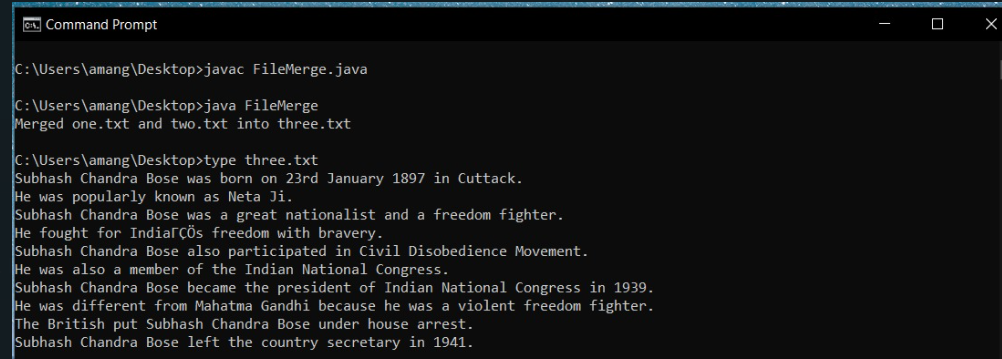 Command Prompt
C:\Users\amang\Desktop>javac FileMerge.java
C:\Users\amang\Desktop>java FileMerge
Merged one.txt and two.txt into three.txt
C:\Users\amang\Desktop>type three.txt
Subhash Chandra Bose was born on 23rd January 1897 in Cuttack.
He was popularly known as Neta Ji.
Subhash Chandra Bose was a great nationalist and a freedom fighter.
He fought for IndiaΓÇÖs freedom with bravery.
Subhash Chandra Bose also participated in Civil Disobedience Movement.
He was also a member of the Indian National Congress.
Subhash Chandra Bose became the president of Indian National Congress in 1939.
He was different from Mahatma Gandhi because he was a violent freedom fighter.
The British put Subhash Chandra Bose under house arrest.
Subhash Chandra Bose left the country secretary in 1941.